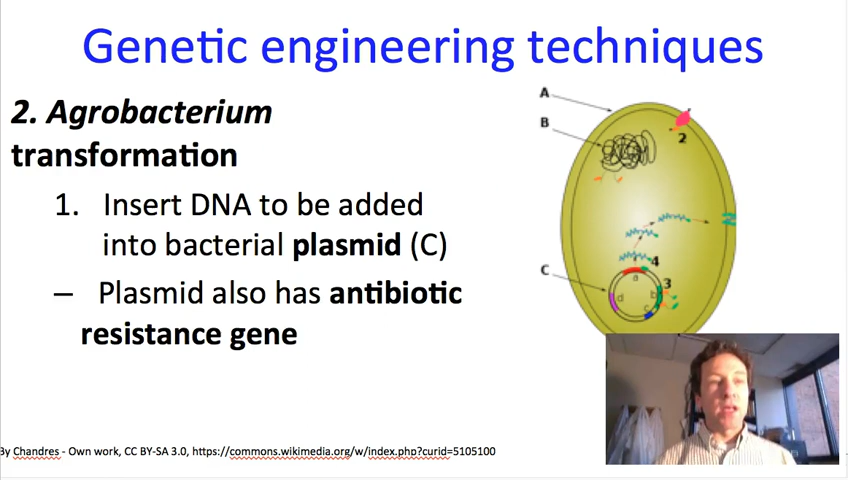 Genetic engineering techniques
2. Agrobacterium
transformation
1. Insert DNA to be added
into bacterial plasmid (C)
– Plasmid also has antibiotic
resistance gene
A
B
2
C
4
a
3
d
b
c
By Chandres - Own work, CC BY-SA 3.0, https://commons.wikimedia.org/w/index.php?curid=5105100